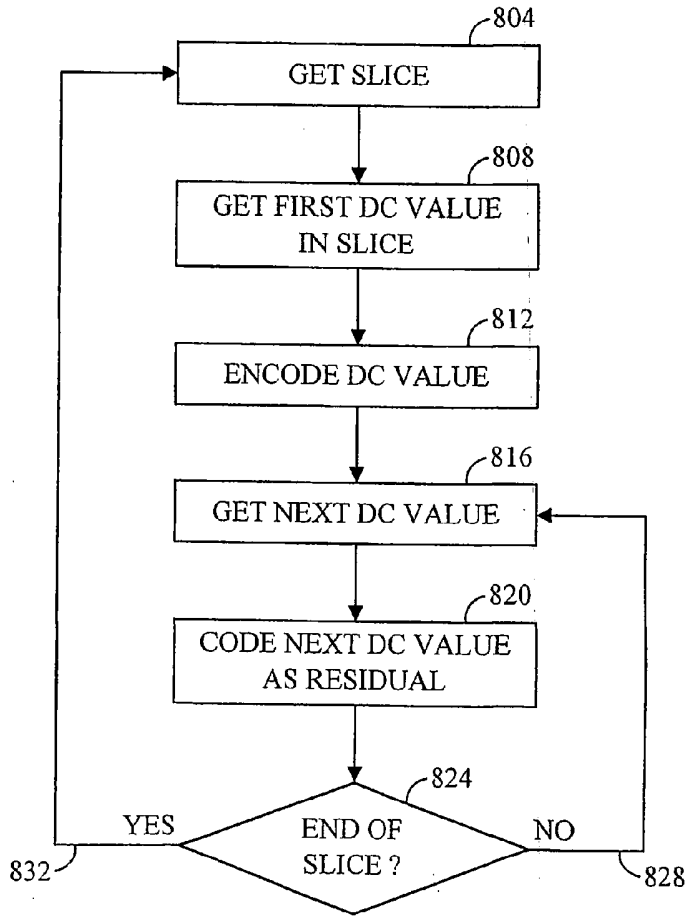 804
GET SLICE
808
GET FIRST DC VALUE
IN SLICE
812
ENCODE DC VALUE
816
GET NEXT DC VALUE
820
CODE NEXT DC VALUE
AS RESIDUAL
824
YES
END OF
SLICE ?
NO
832
828